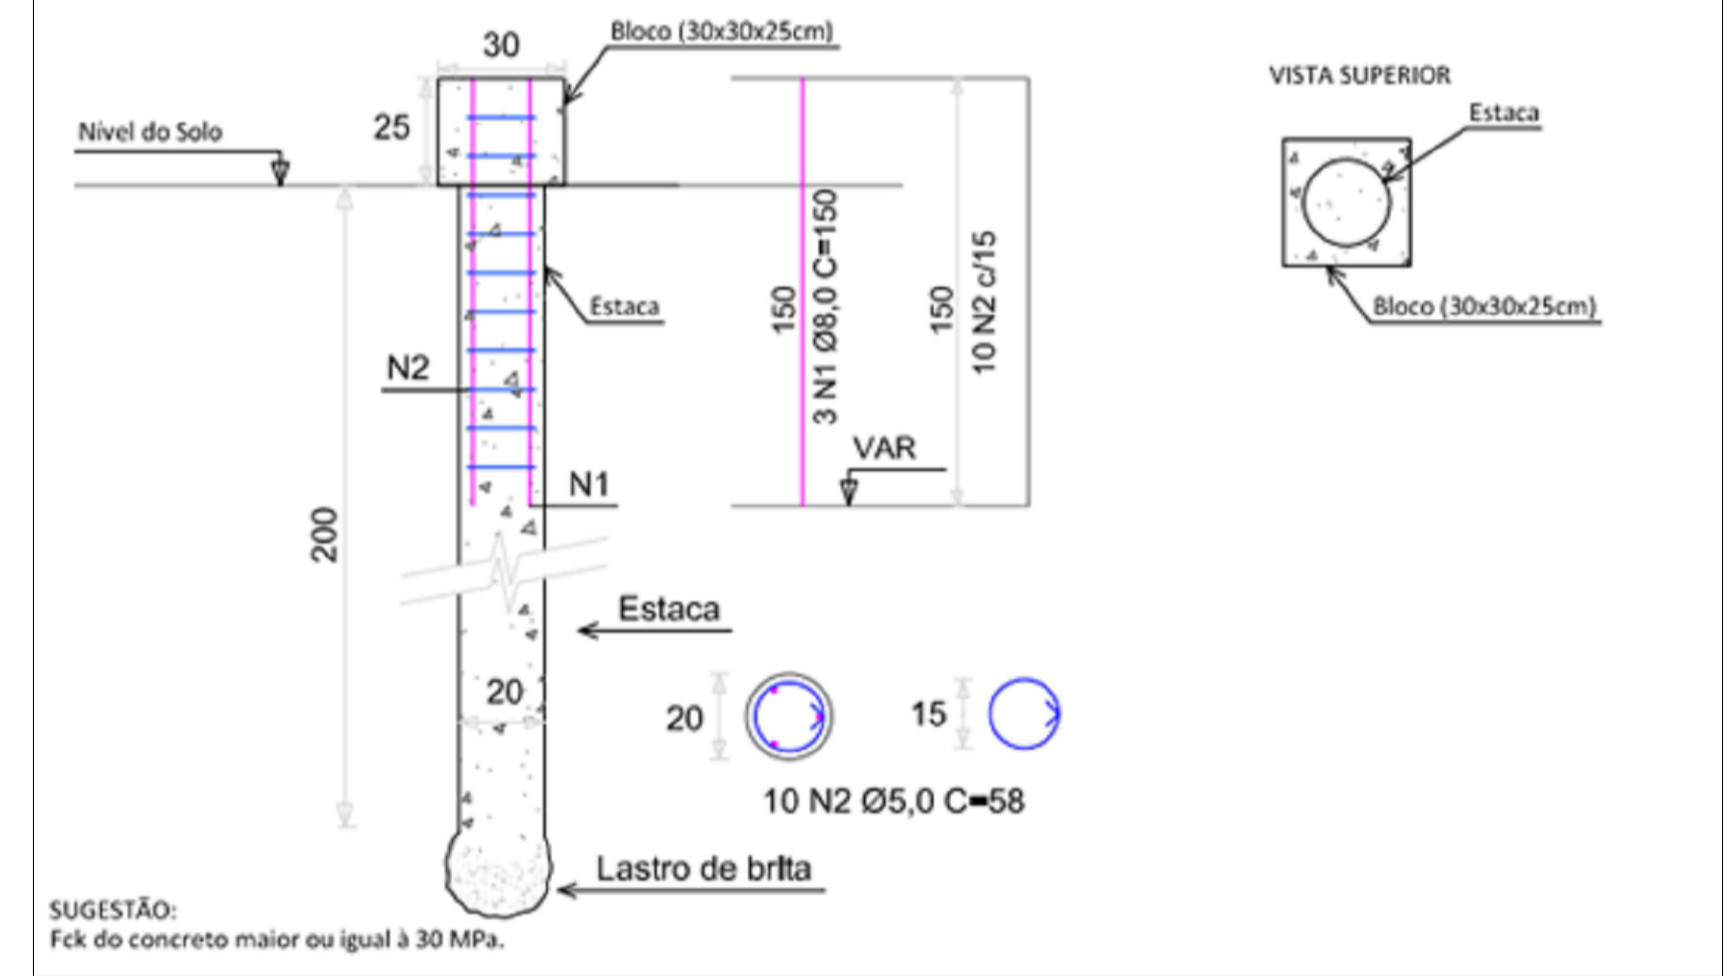 30
Bloco (30x30x25cm)
25
Nível do Solo
Estaca
N2
N1
200
150
3 N1 Ø8,0 C=150
150
10 N2 c/15
VAR
VISTA SUPERIOR
Estaca
Bloco (30x30x25cm)
Estaca
20
20
15
10 N2 Ø5,0 C=58
Lastro de brita
SUGESTÃO:
Fck do concreto maior ou igual à 30 MPa.